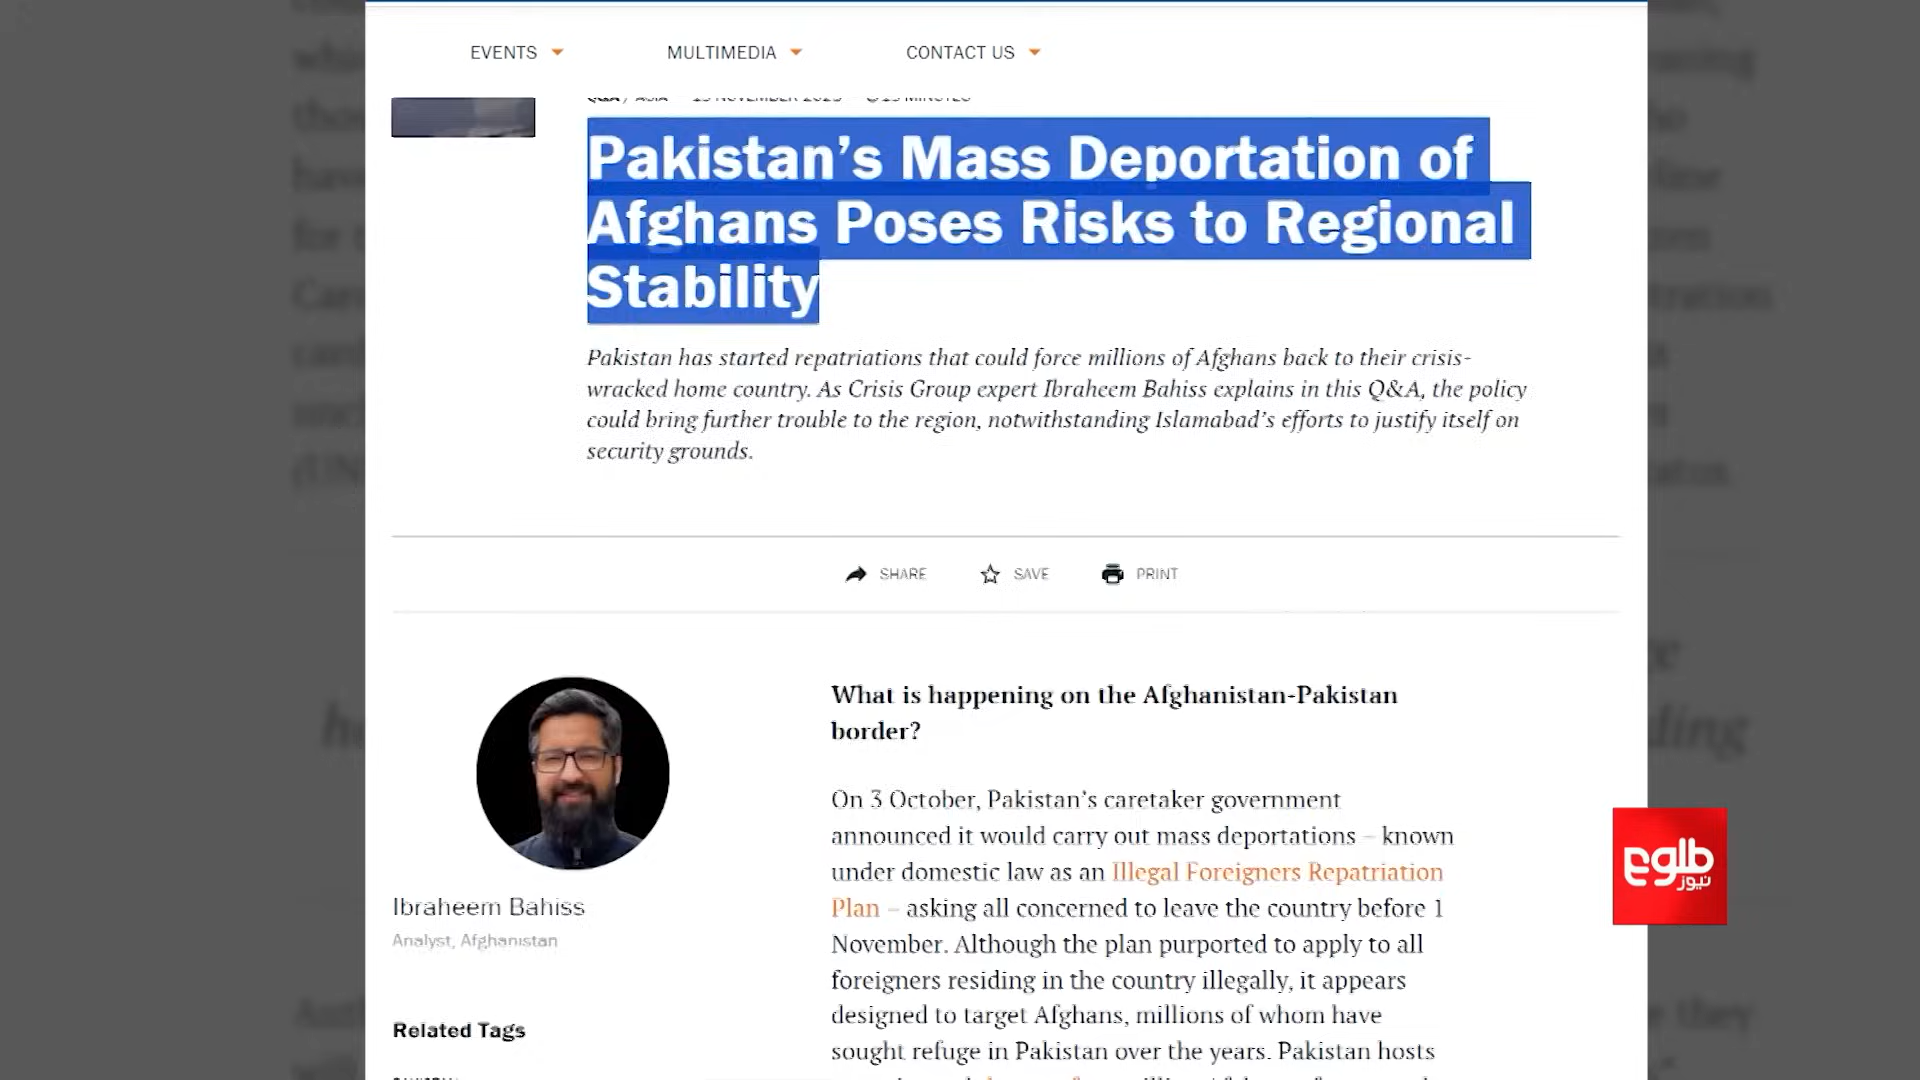 EVENTS
MULTIMEDIA
CONTACT US
Pakistan’s Mass Deportation of
Afghans Poses Risks to Regional
Stability
Pakistan has started repatriations that could force millions of Afghans back to their crisis-
wracked home country. As Crisis Group expert Ibraheem Bahiss explains in this Q&A, the policy
could bring further trouble to the region, notwithstanding Islamabad’s efforts to justify itself on
security grounds.
SHARE
SAVE
PRINT
Ibraheem Bahiss
Analyst, Afghanistan
Related Tags
What is happening on the Afghanistan-Pakistan
border?
On 3 October, Pakistan’s caretaker government
announced it would carry out mass deportations – known
under domestic law as an Illegal Foreigners Repatriation
Plan – asking all concerned to leave the country before 1
November. Although the plan purported to apply to all
foreigners residing in the country illegally, it appears
designed to target Afghans, millions of whom have
sought refuge in Pakistan over the years. Pakistan hosts
طلوع
نیوز